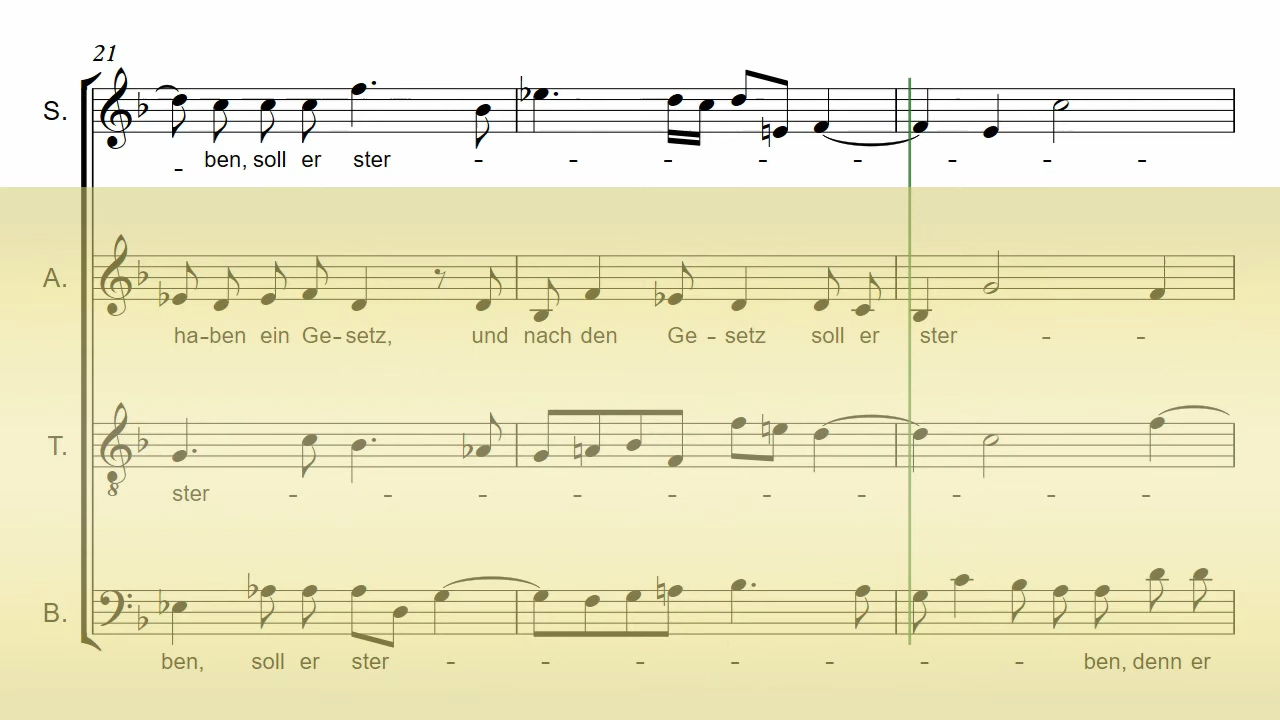 21
S.
- ben, soll er ster - - - - - - - -
A.
ha-ben ein Ge-setz, und nach den Ge-setz soll er ster - -
T.
8
ster - - - - - - - - - -
B.
ben, soll er ster - - - - - - - ben, denn er